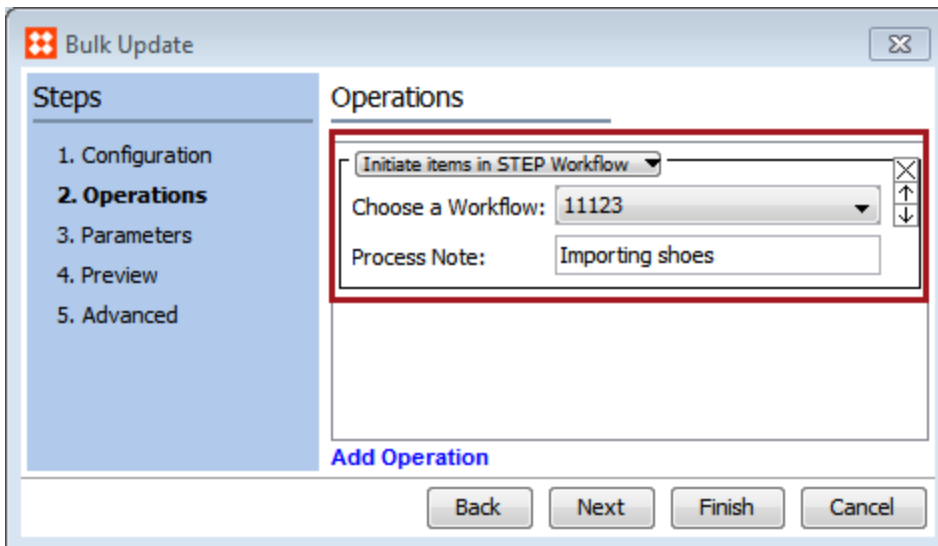 Bulk Update
Steps
1. Configuration
2. Operations
3. Parameters
4. Preview
5. Advanced
Operations
Initiate items in STEP Workflow
Choose a Workflow: 11123
Process Note: Importing shoes
Add Operation
Back Next Finish Cancel